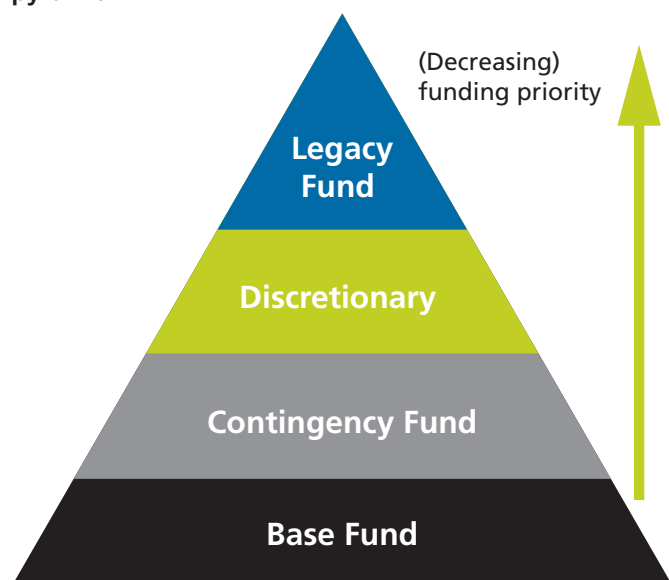 (Decreasing)
funding priority
Legacy
Fund
Discretionary
Contingency Fund
Base Fund